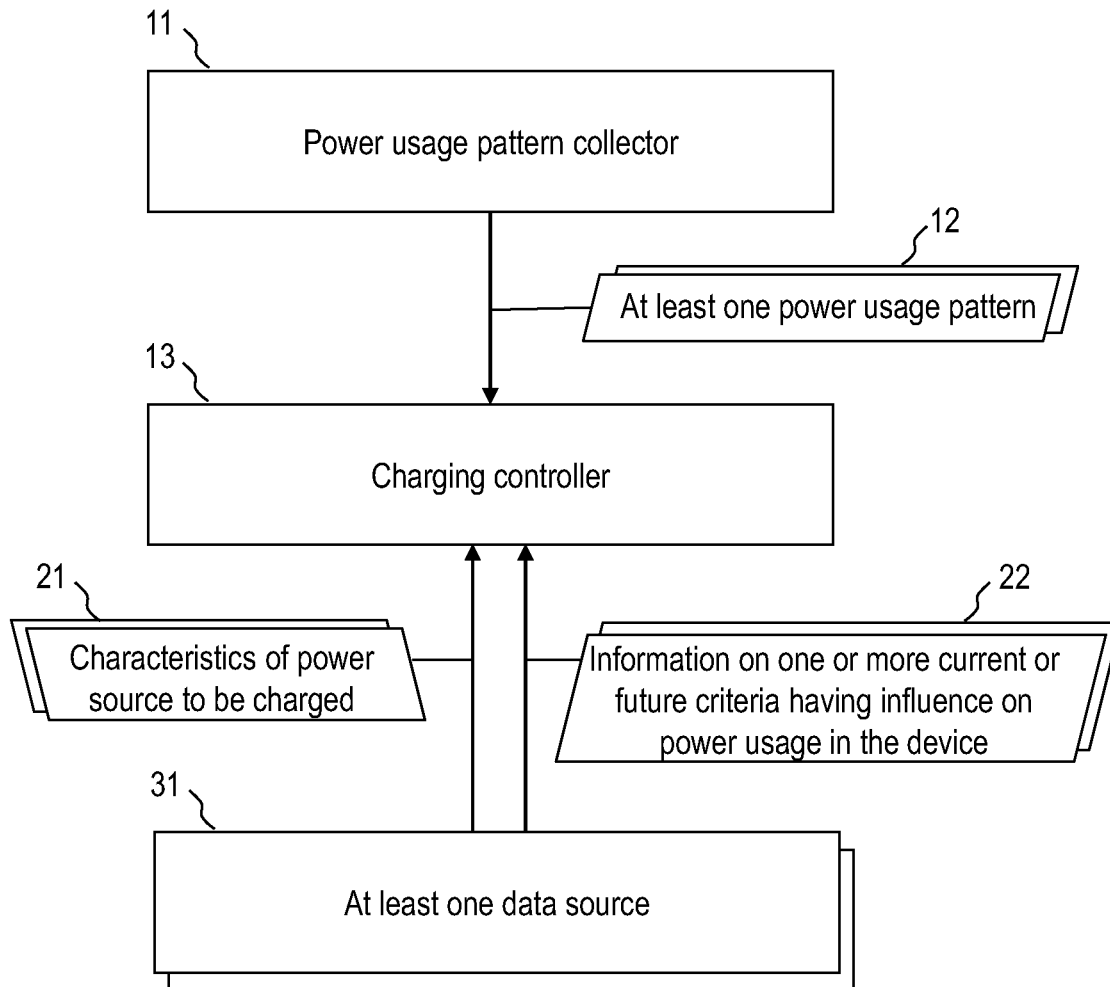 11
Power usage pattern collector
12
At least one power usage pattern
13
Charging controller
21
Characteristics of power
source to be charged
22
Information on one or more current or
future criteria having influence on
power usage in the device
31
At least one data source